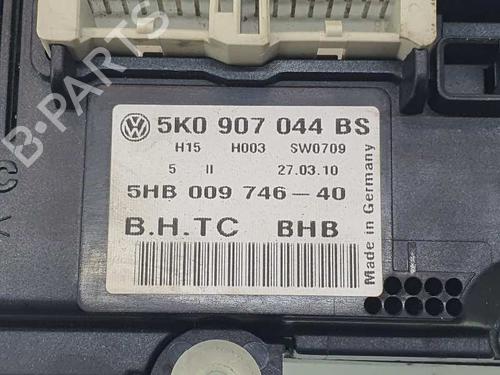 B-PARTS
5K0 907 044 BS
H15 H003 SW0709
5 II 27.03.10
5HB 009 746-40
B.H.TC BHB
Made in Germany